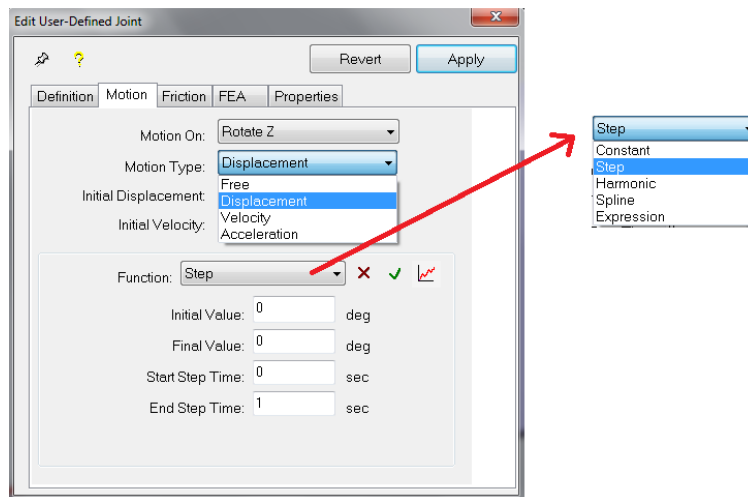 Edit User-Defined Joint
Revert Apply
Definition Motion Friction FEA Properties
Motion On: Rotate Z
Motion Type: Displacement
Free
Displacement
Velocity
Acceleration
Initial Displacement:
Initial Velocity:
Function: Step
Initial Value: 0 deg
Final Value: 0 deg
Start Step Time: 0 sec
End Step Time: 1 sec
Step
Constant
Step
Harmonic
Spline
Expression